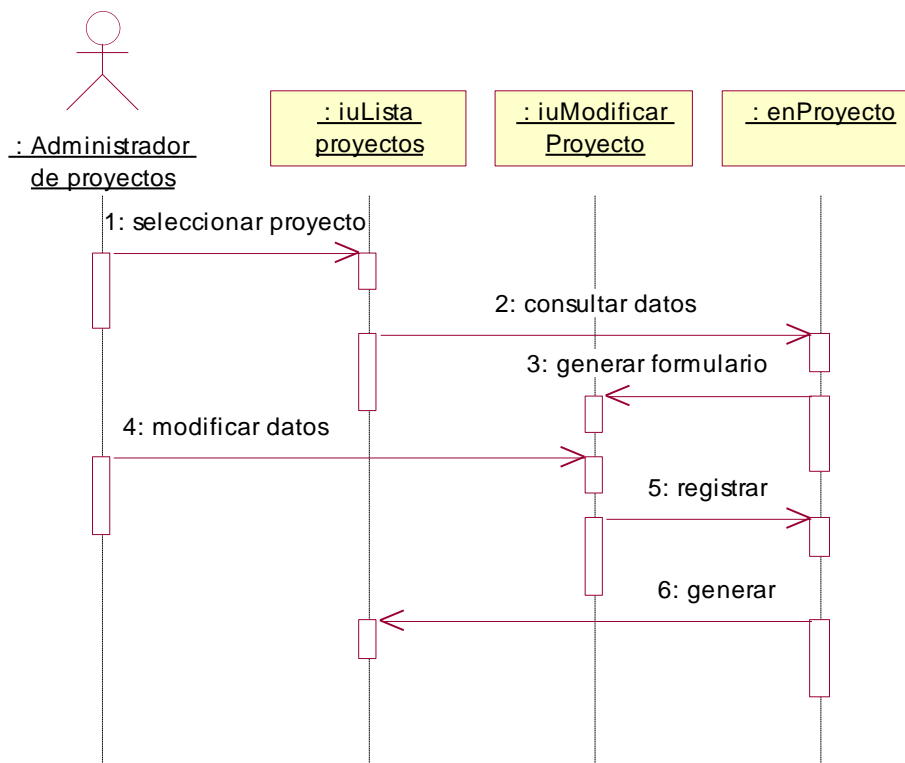 : Administrador
de proyectos
: iuLista
proyectos
: iuModificar
Proyecto
: enProyecto
1: seleccionar proyecto
2: consultar datos
3: generar formulario
4: modificar datos
5: registrar
6: generar